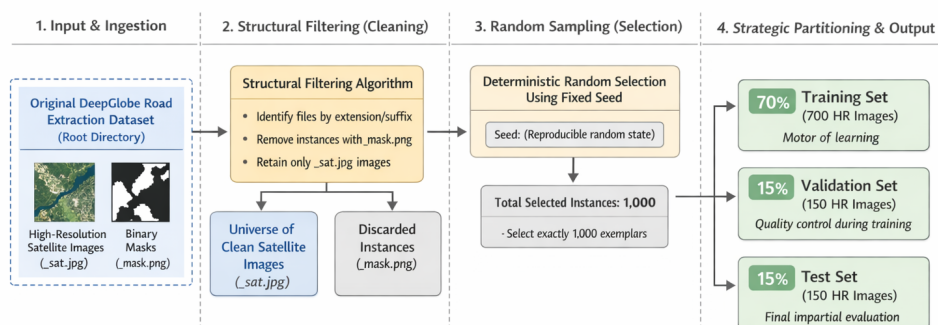 1. Input & Ingestion
Original DeepGlobe Road
Extraction Dataset
(Root Directory)
High-Resolution
Satellite Images
(_sat.jpg)
Binary
Masks
(_mask.png)
2. Structural Filtering (Cleaning)
Structural Filtering Algorithm
• Identify files by extension/suffix
• Remove instances with_mask.png
• Retain only _sat.jpg images
Universe of
Clean Satellite
Images
(_sat.jpg)
Discarded
Instances
(_mask.png)
3. Random Sampling (Selection)
Deterministic Random Selection
Using Fixed Seed
Seed: (Reproducible random state)
Total Selected Instances: 1,000
· Select exactly 1,000 exemplars
4. Strategic Partitioning & Output
70% Training Set
(700 HR Images)
Motor of learning
15% Validation Set
(150 HR Images)
Quality control during training
15% Test Set
(150 HR Images)
Final impartial evaluation